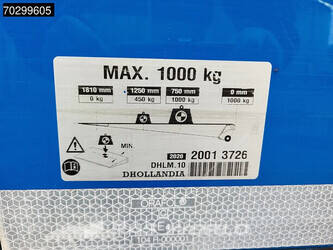 70299605
MAX. 1000 kg
1810 mm 1250 mm 750 mm 0 mm
0 kg 450 kg 1000 kg 1000 kg
MIN.
DHLM.10 2020 2001 3726
DHOLLANDIA
ORAFOL